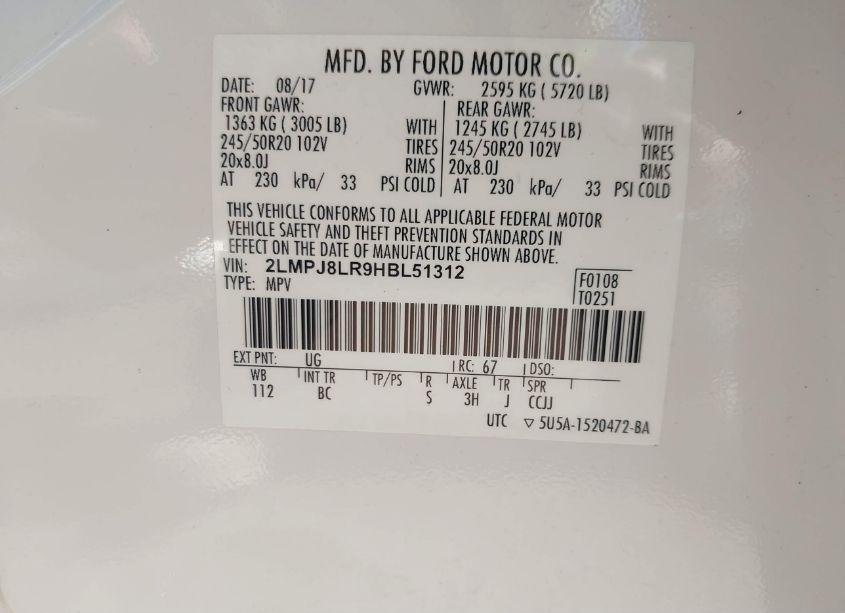 MFD. BY FORD MOTOR CO.
DATE: 08/17 GVWR: 2595 KG ( 5720 LB)
FRONT GAWR: REAR GAWR:
1363 KG ( 3005 LB) WITH 1245 KG ( 2745 LB) WITH
245/50R20 102V TIRES 245/50R20 102V TIRES
20x8.0J RIMS 20x8.0J RIMS
AT 230 kPa/ 33 PSI COLD AT 230 kPa/ 33 PSI COLD
THIS VEHICLE CONFORMS TO ALL APPLICABLE FEDERAL MOTOR
VEHICLE SAFETY AND THEFT PREVENTION STANDARDS IN
EFFECT ON THE DATE OF MANUFACTURE SHOWN ABOVE.
VIN: 2LMPJ8LR9HBL51312 F0108
TYPE: MPV T0251
EXT PNT: UG RC: 67 DSO:
WB INT TR TP/PS R AXLE TR SPR
112 BC S 3H J CCJJ
UTC ▽ 5U5A-1520472-BA